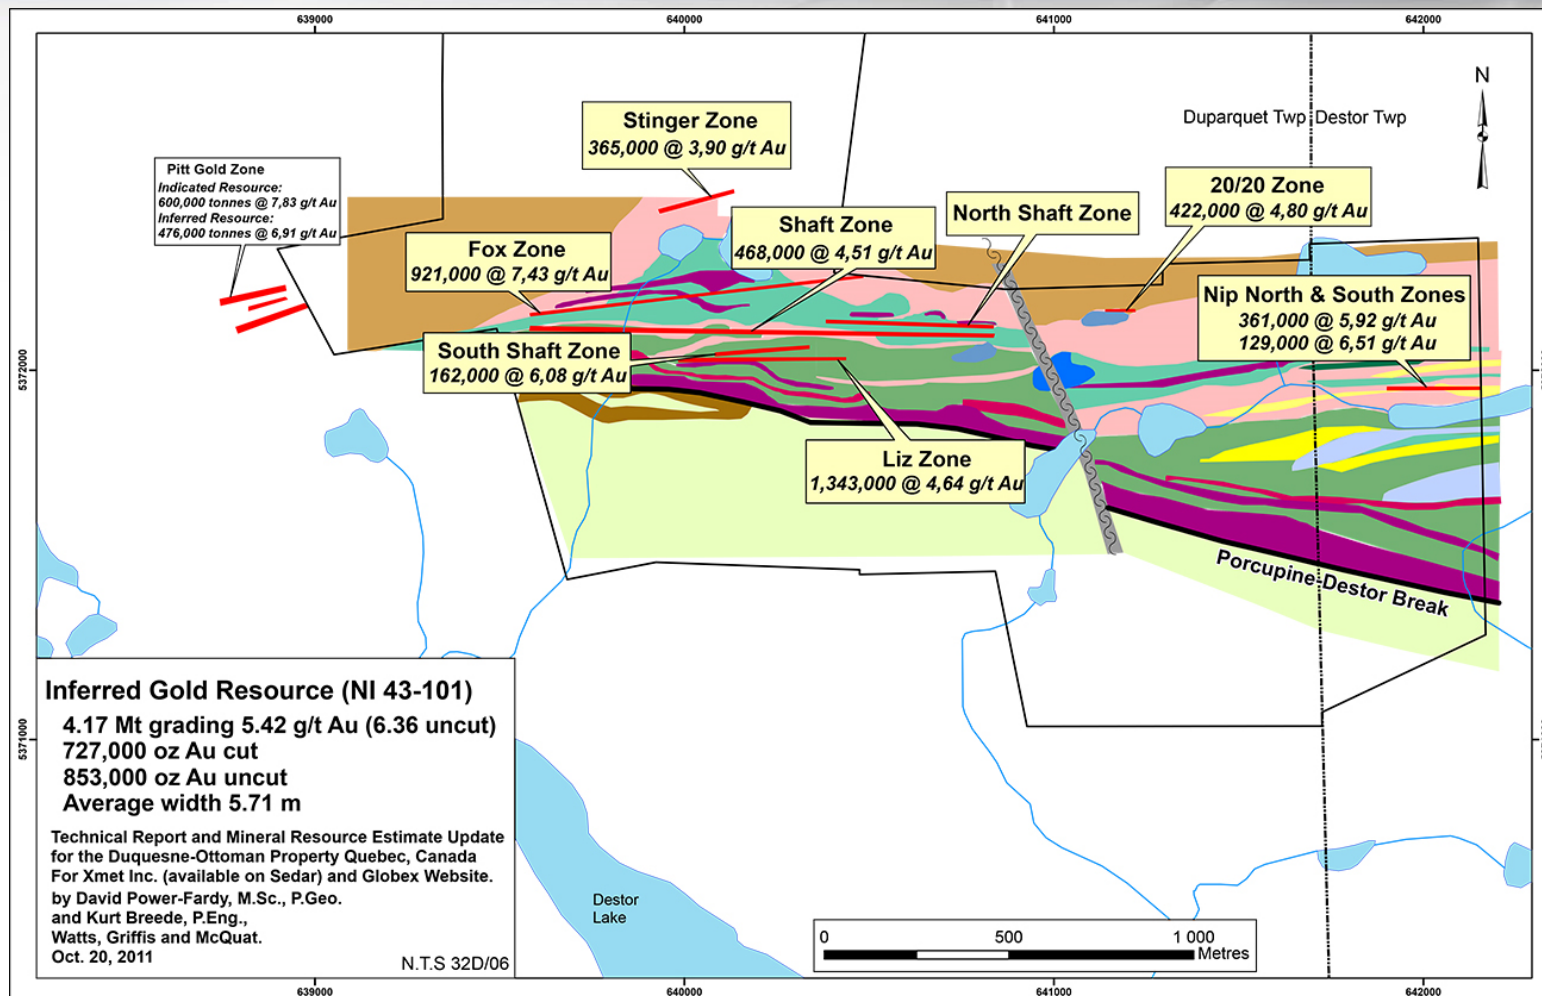 639000
640000
641000
642000
N
Duparquet Twp
Destor Twp
Stinger Zone
365,000 @ 3,90 g/t Au
Pitt Gold Zone
Indicated Resource:
600,000 tonnes @ 7,83 g/t Au
Inferred Resource:
476,000 tonnes @ 6,91 g/t Au
20/20 Zone
422,000 @ 4,80 g/t Au
North Shaft Zone
Shaft Zone
468,000 @ 4,51 g/t Au
Fox Zone
921,000 @ 7,43 g/t Au
Nip North & South Zones
361,000 @ 5,92 g/t Au
129,000 @ 6,51 g/t Au
South Shaft Zone
162,000 @ 6,08 g/t Au
5372000
Liz Zone
1,343,000 @ 4,64 g/t Au
Porcupine-Destor Break
5371000
Inferred Gold Resource (NI 43-101)
4.17 Mt grading 5.42 g/t Au (6.36 uncut)
727,000 oz Au cut
853,000 oz Au uncut
Average width 5.71 m
Technical Report and Mineral Resource Estimate Update
for the Duquesne-Ottoman Property Quebec, Canada
For Xmet Inc. (available on Sedar) and Globex Website.
by David Power-Fardy, M.Sc., P.Geo.
and Kurt Breede, P.Eng.,
Watts, Griffis and McQuat.
Oct. 20, 2011
N.T.S 32D/06
Destor
Lake
0
500
1 000
Metres
639000
640000
641000
642000